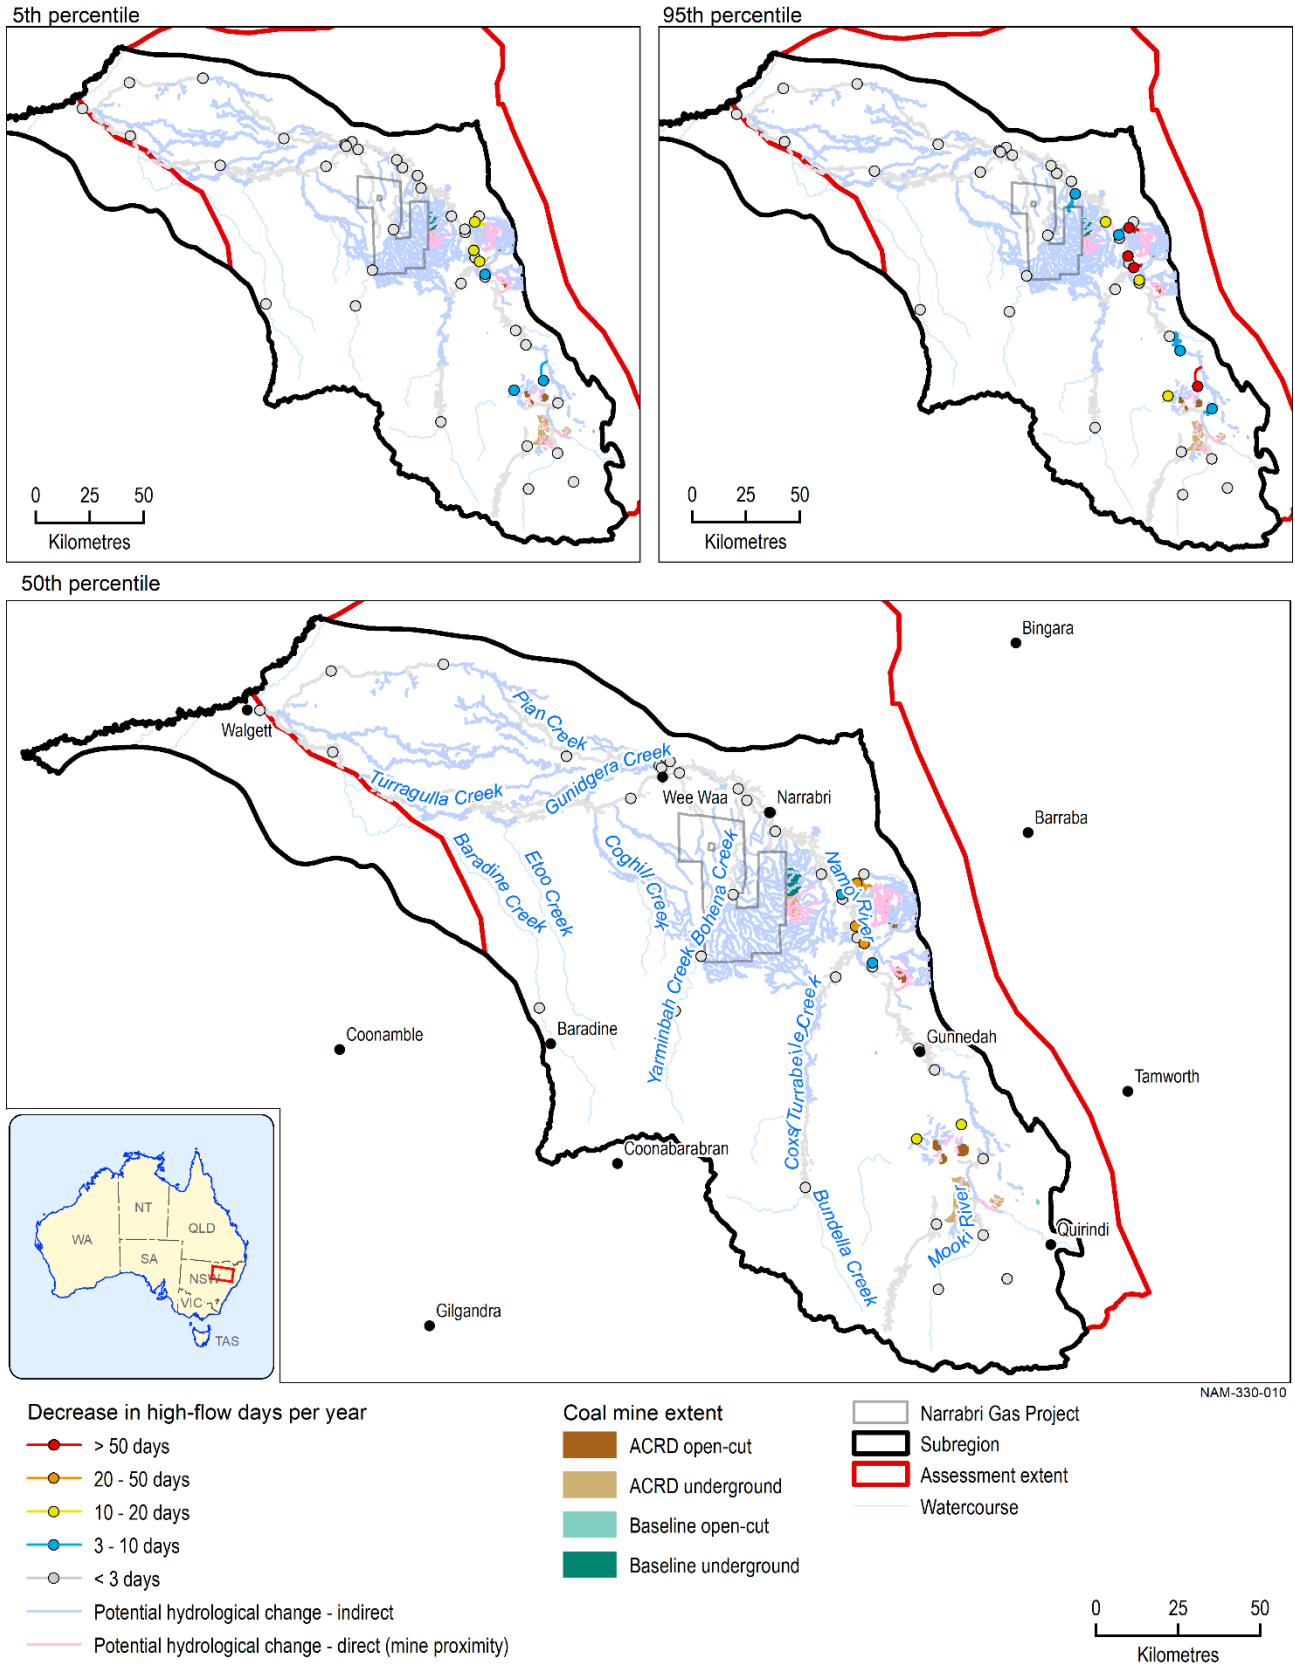 5th percentile
95th percentile
0 25 50
Kilometres
0 25 50
Kilometres
50th percentile
Bingara
Walgett
Pian Creek
Turragulla Creek
Gunidgera Creek
Wee Waa
Narrabri
Barraba
Baradine Creek
Etoo Creek
Coghill Creek
Bohena Creek
Namoi River
Yarminbah Creek
Coxs/Turrabeile Creek
Coonamble
Baradine
Gunnedah
Tamworth
Coonabarabran
Bundella Creek
Mooki River
Quirindi
Gilgandra
NT
WA
QLD
SA
NSW
VIC
TAS
NAM-330-010
Decrease in high-flow days per year
> 50 days
20 - 50 days
10 - 20 days
3 - 10 days
< 3 days
Potential hydrological change - indirect
Potential hydrological change - direct (mine proximity)
Coal mine extent
ACRD open-cut
ACRD underground
Baseline open-cut
Baseline underground
Narrabri Gas Project
Subregion
Assessment extent
Watercourse
0 25 50
Kilometres